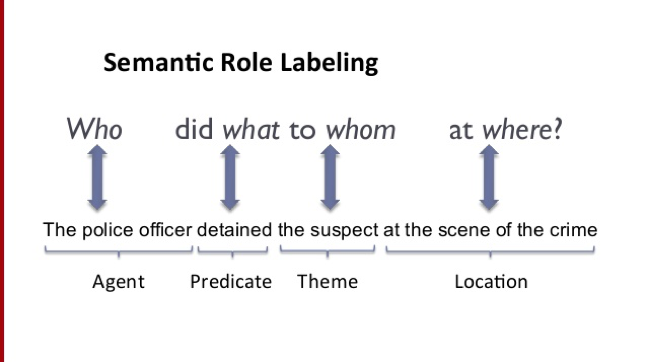 Semantic Role Labeling
Who did what to whom at where?
The police officer detained the suspect at the scene of the crime
Agent Predicate Theme Location